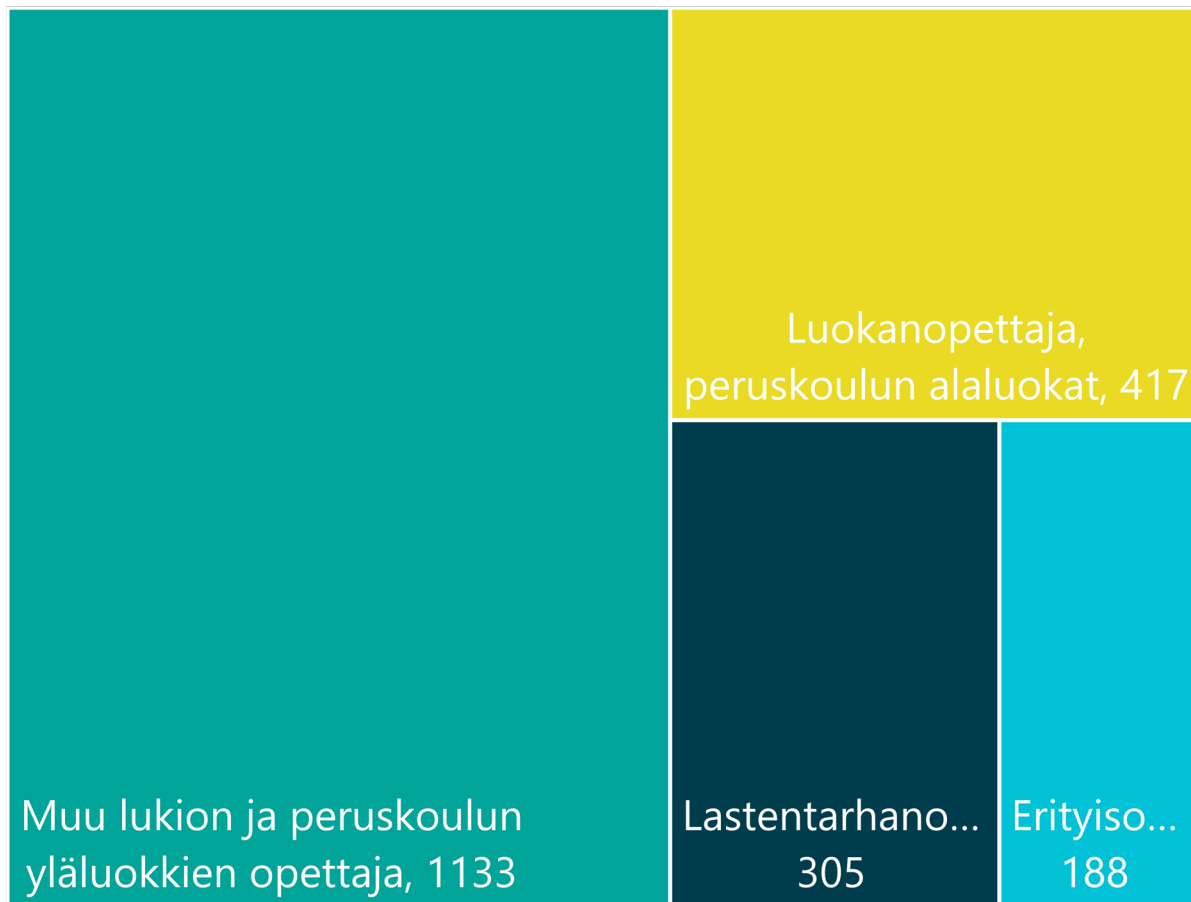 Luokanopettaja,
peruskoulun alaluokat, 417
Muu lukion ja peruskoulun
yläluokkien opettaja, 1133
Lastentarhano...
305
Erityiso...
188